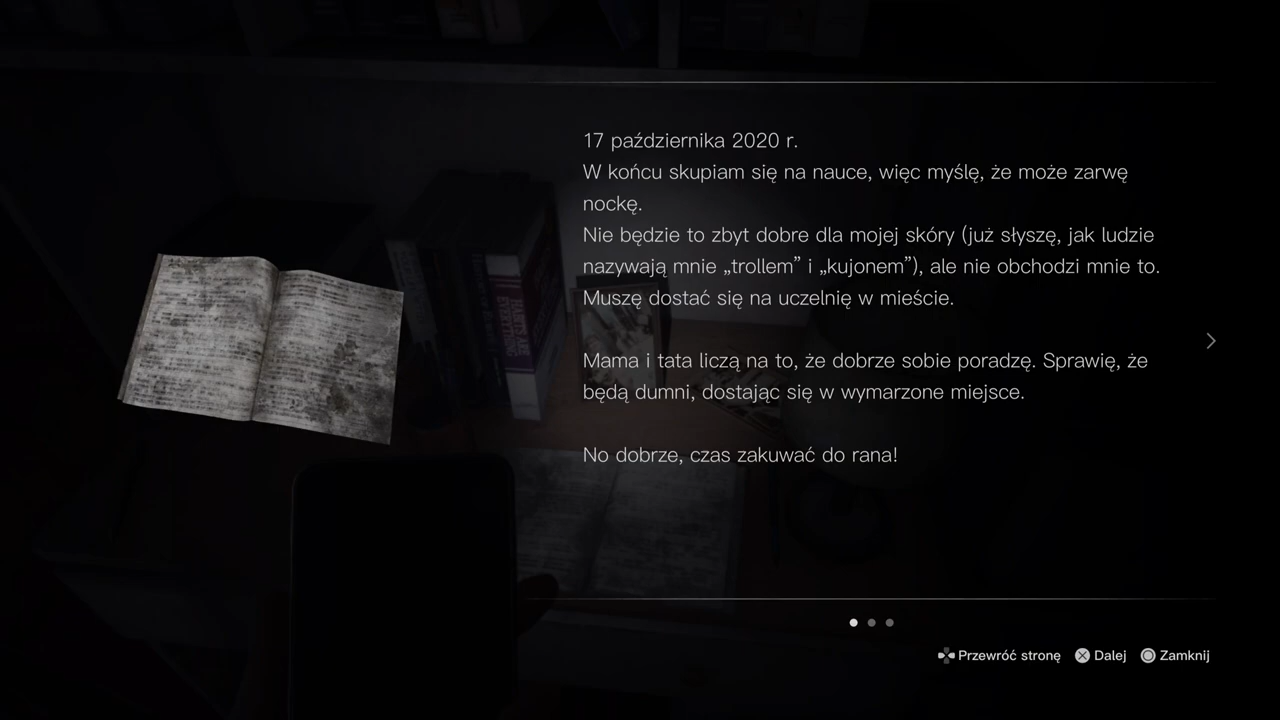 17 października 2020 r.
W końcu skupiam się na nauce, więc myślę, że może zarwę
nockę.
Nie będzie to zbyt dobre dla mojej skóry (już słyszę, jak ludzie
nazywają mnie „trollem” i „kujonem”), ale nie obchodzi mnie to.
Muszę dostać się na uczelnię w mieście.
Mama i tata liczą na to, że dobrze sobie poradzę. Sprawię, że
będą dumni, dostając się w wymarzone miejsce.
No dobrze, czas zakuwać do rana!
HABITS ARE
EVERYTHING
Przewróć stronę
Dalej
Zamknij